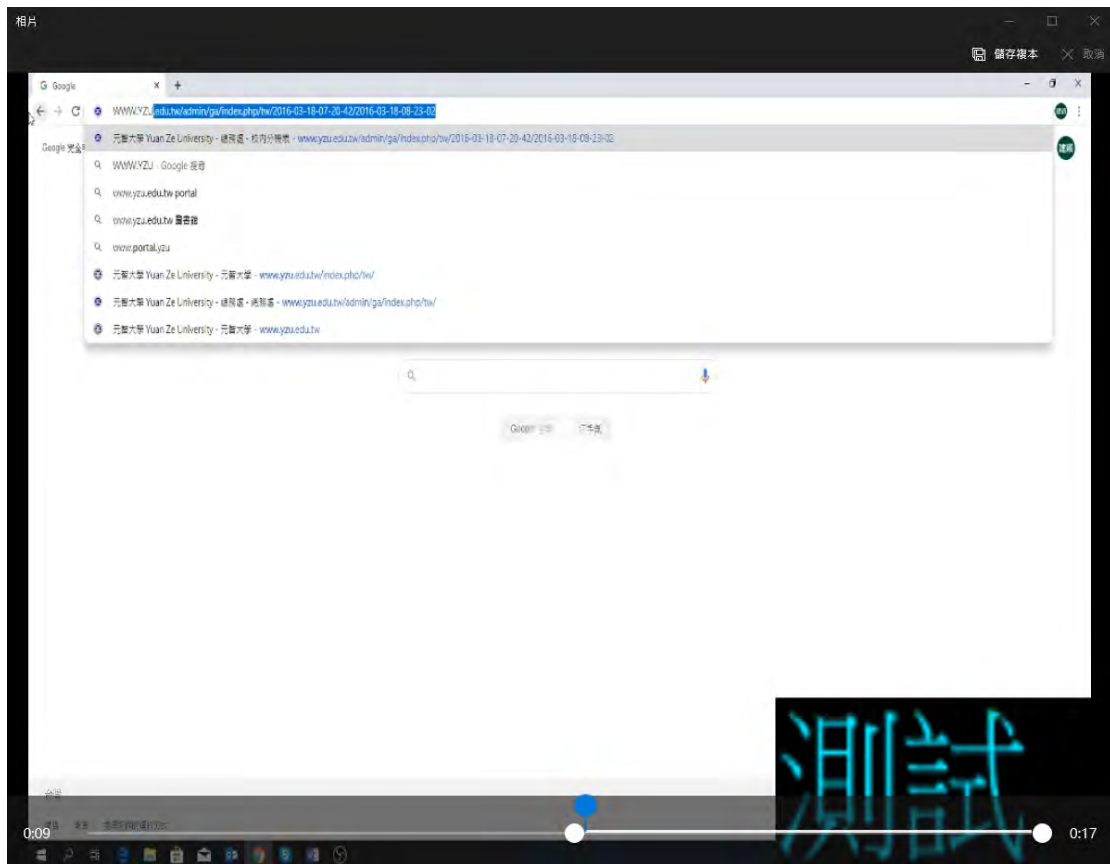 相片
儲存複本 取消
Google
WWW.YZU.edu.tw/admin/ga/index.php/tw/2016-03-18-07-20-42/2016-03-18-08-23-02
元智大學 Yuan Ze University - 總務處 - 校內分機表 - www.yzu.edu.tw/admin/ga/index.php/tw/2016-03-18-07-20-42/2016-03-18-08-23-02
WWW.YZU - Google 搜尋
www.yzu.edu.tw portal
www.yzu.edu.tw 圖書館
www.portal.yzu
元智大學 Yuan Ze University - 元智大學 - www.yzu.edu.tw/index.php/tw/
元智大學 Yuan Ze University - 總務處 - 總務處 - www.yzu.edu.tw/admin/ga/index.php/tw/
元智大學 Yuan Ze University - 元智大學 - www.yzu.edu.tw
Google
測試
台灣
0:09 0:17